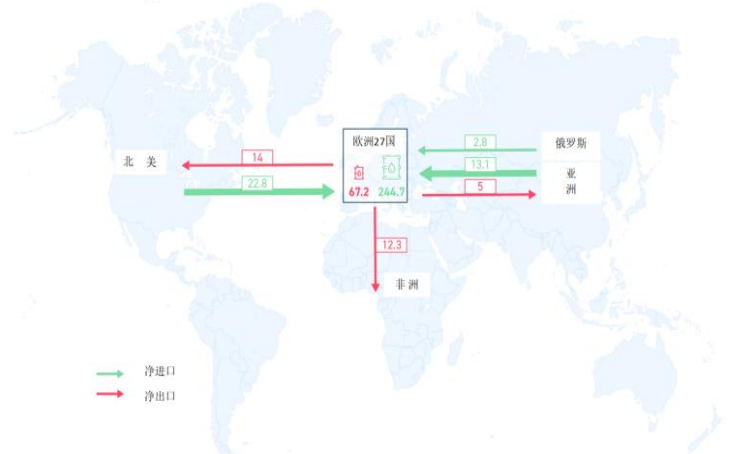 欧洲27国
67.2 244.7
北 美
14
22.8
2.8
俄罗斯
13.1
亚
洲
5
12.3
非洲
净进口
净出口